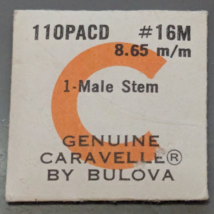 110PACD #16M
8.65 m/m
1-Male Stem
GENUINE
CARAVELLE®
BY BULOVA